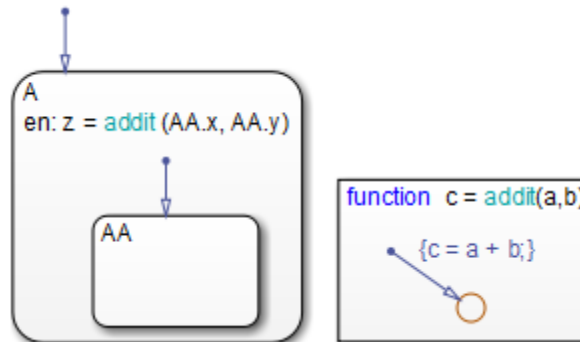 A
en: z = addit (AA.x, AA.y)
AA
function c = addit(a,b)
{c = a + b;}